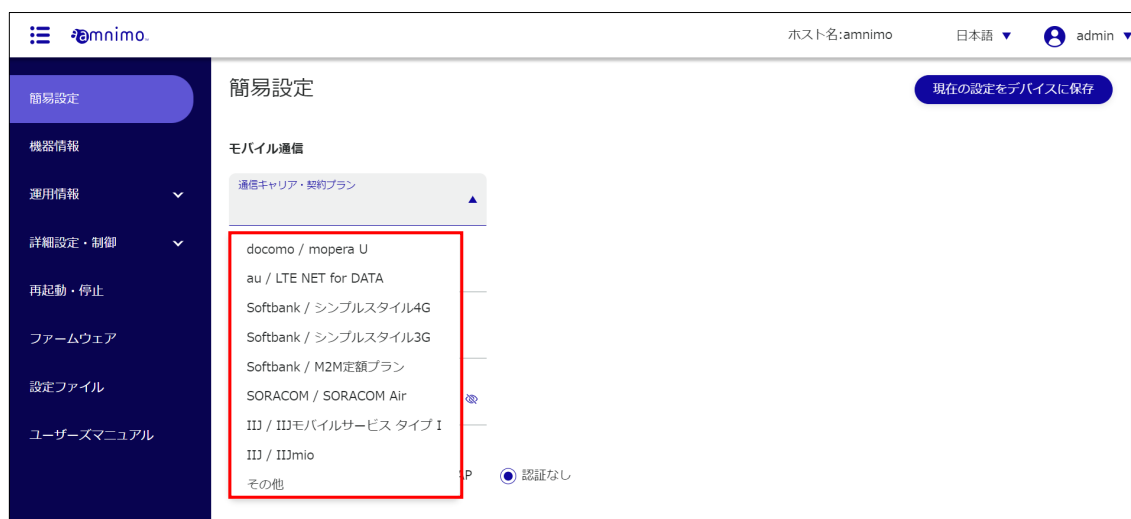 amnimo
ホスト名:amnimo
日本語
admin
簡易設定
機器情報
運用情報
詳細設定・制御
再起動・停止
ファームウェア
設定ファイル
ユーザーズマニュアル
簡易設定
現在の設定をデバイスに保存
モバイル通信
通信キャリア・契約プラン
docomo / mopera U
au / LTE NET for DATA
Softbank / シンプルスタイル4G
Softbank / シンプルスタイル3G
Softbank / M2M定額プラン
SORACOM / SORACOM Air
IIJ / IIJモバイルサービス タイプ I
IIJ / IIJmio
その他
認証なし